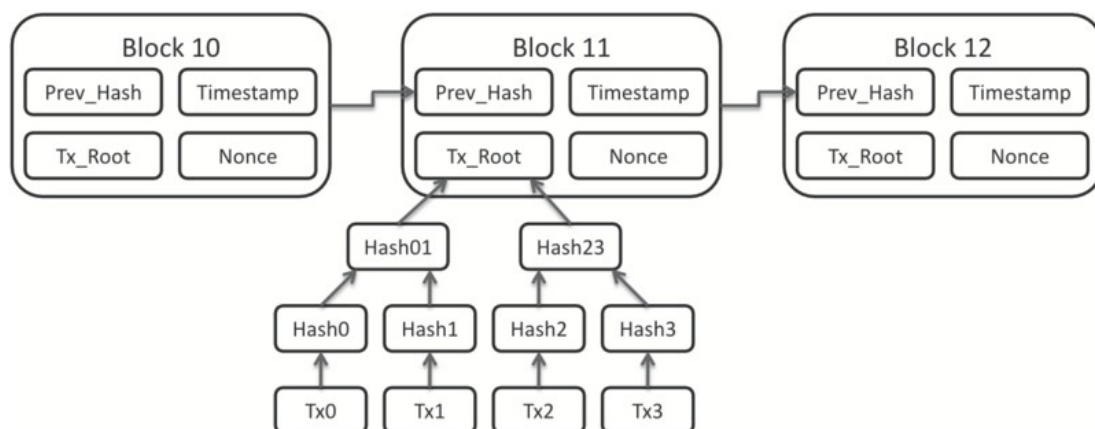 Block 10 Block 11 Block 12
Prev_Hash Timestamp Prev_Hash Timestamp Prev_Hash Timestamp
Tx_Root Nonce Tx_Root Nonce Tx_Root Nonce
Hash01 Hash23
Hash0 Hash1 Hash2 Hash3
Tx0 Tx1 Tx2 Tx3